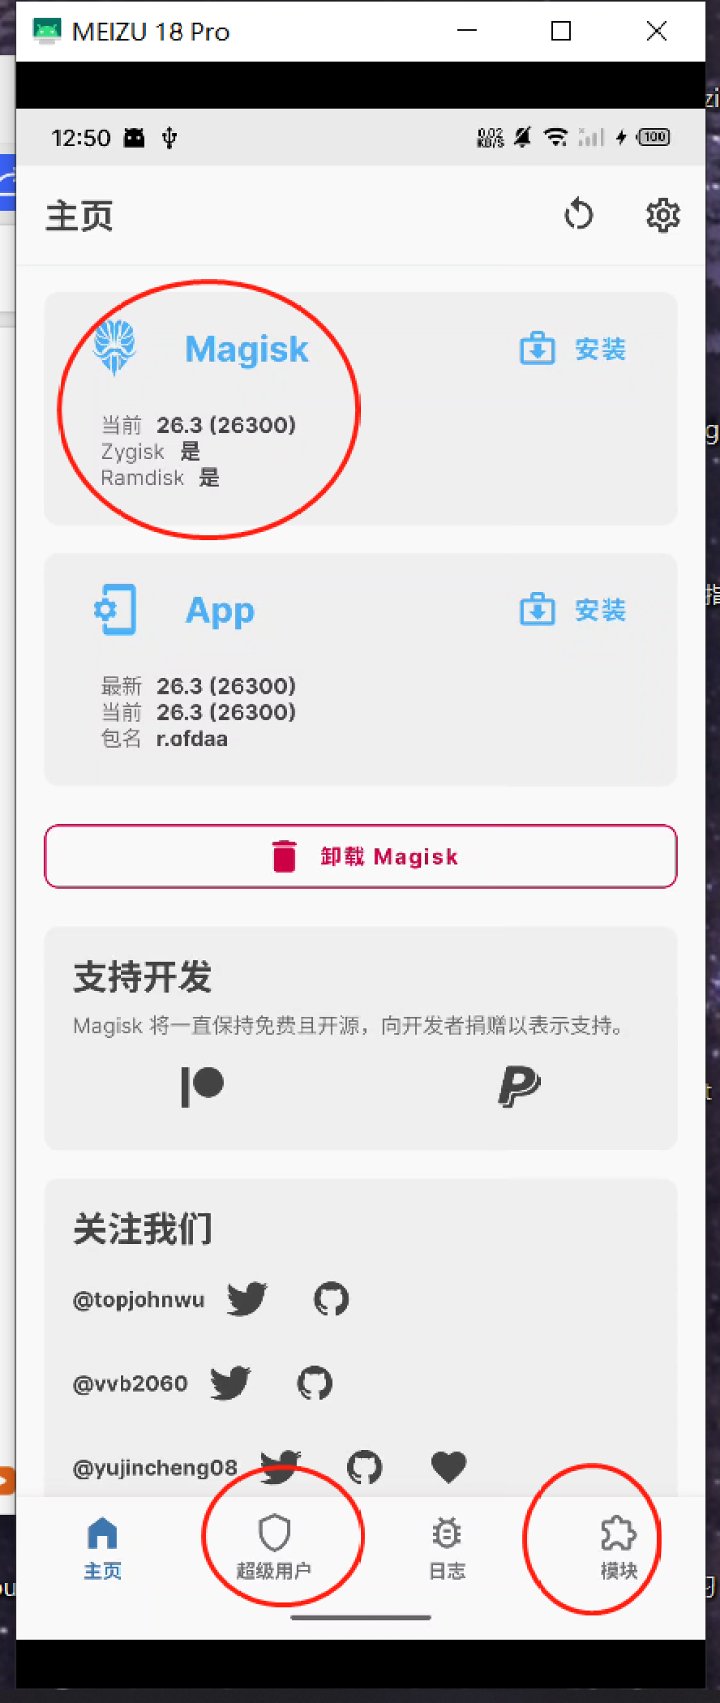 MEIZU 18 Pro
12:50
0.02
KB/S
100
主页
Magisk
安装
当前 26.3 (26300)
Zygisk 是
Ramdisk 是
App
安装
最新 26.3 (26300)
当前 26.3 (26300)
包名 r.ofdaa
卸载 Magisk
支持开发
Magisk 将一直保持免费且开源，向开发者捐赠以表示支持。
关注我们
@topjohnwu
@vvb2060
@yujincheng08
主页
超级用户
日志
模块